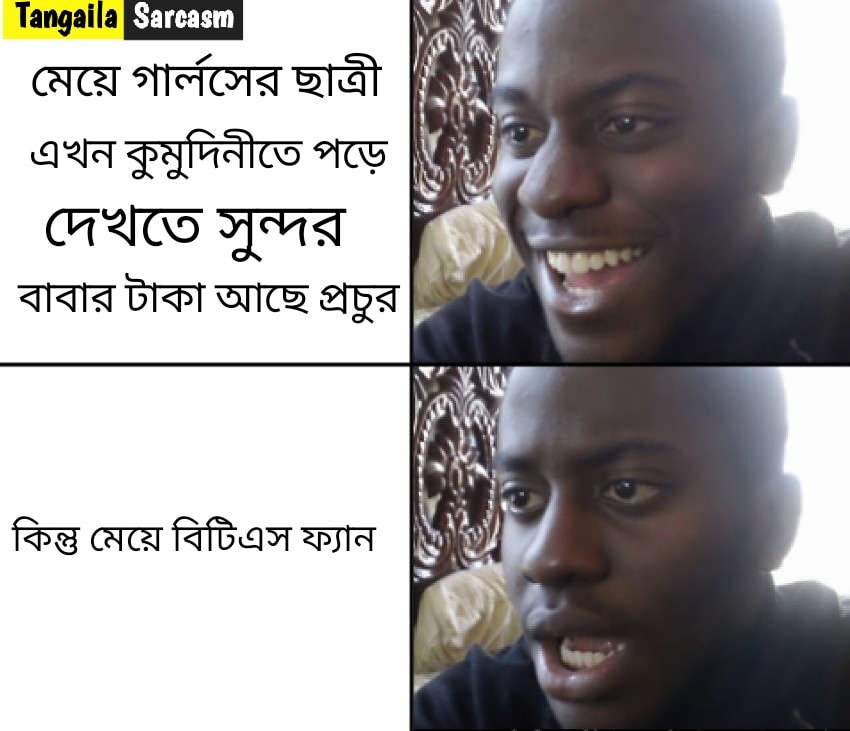 Tangaila Sarcasm
মেয়ে গার্লসের ছাত্রী
এখন কুমুদিনীতে পড়ে
দেখতে সুন্দর
বাবার টাকা আছে প্রচুর
কিন্তু মেয়ে বিটিএস ফ্যান